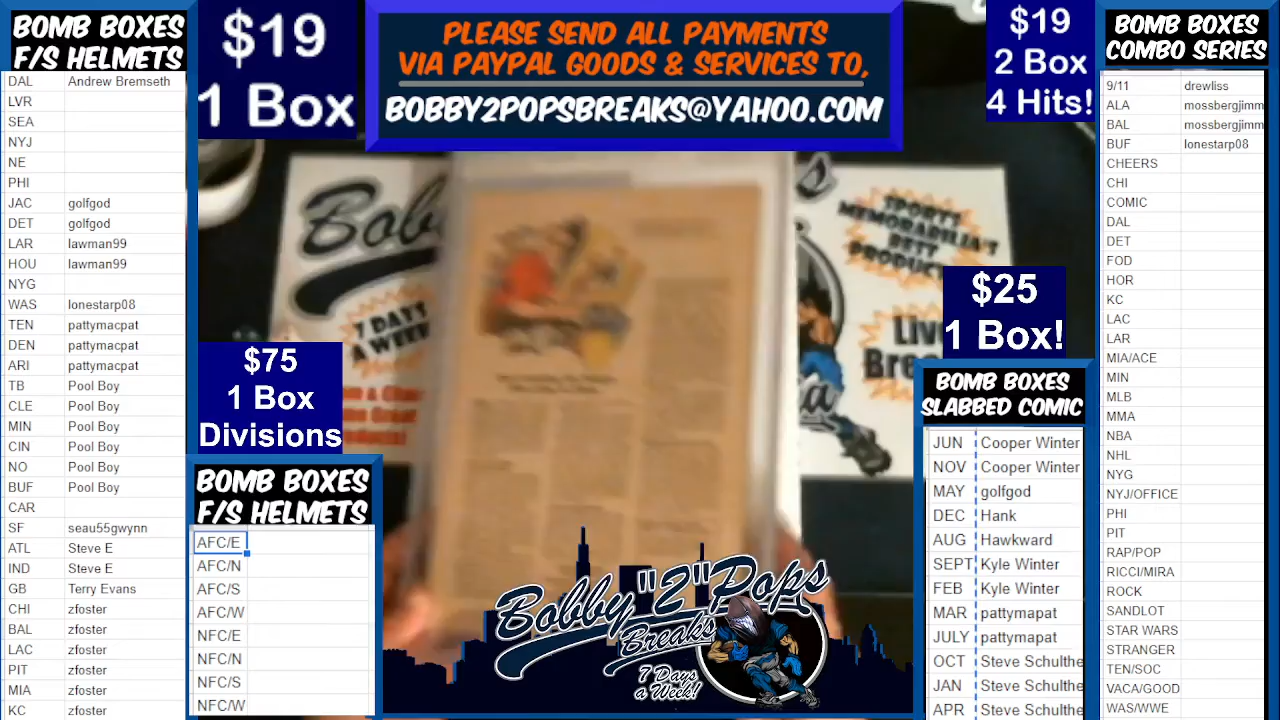 BOMB BOXES
F/S HELMETS
DAL Andrew Bremseth
LVR
SEA
NYJ
NE
PHI
JAC golfgod
DET golfgod
LAR lawman99
HOU lawman99
NYG
WAS lonestarp08
TEN pattymacpat
DEN pattymacpat
ARI pattymacpat
TB Pool Boy
CLE Pool Boy
MIN Pool Boy
CIN Pool Boy
NO Pool Boy
BUF Pool Boy
CAR
SF seau55gwynn
ATL Steve E
IND Steve E
GB Terry Evans
CHI zfoster
BAL zfoster
LAC zfoster
PIT zfoster
MIA zfoster
KC zfoster
$19
1 Box
PLEASE SEND ALL PAYMENTS
VIA PAYPAL GOODS & SERVICES TO,
BOBBY2POPSBREAKS@YAHOO.COM
$19
2 Box
4 Hits!
$75
1 Box
Divisions
BOMB BOXES
F/S HELMETS
AFC/E
AFC/N
AFC/S
AFC/W
NFC/E
NFC/N
NFC/S
NFC/W
7 DAYS
A WEEK
SPORTS
MEMORABILIA'S
BEST
Bobby "2" Pops
Breaks
7 Days
a Week!
$25
1 Box!
BOMB BOXES
SLABBED COMIC
JUN Cooper Winter
NOV Cooper Winter
MAY golfgod
DEC Hank
AUG Hawkward
SEPT Kyle Winter
FEB Kyle Winter
MAR pattymapat
JULY pattymapat
OCT Steve Schulthe
JAN Steve Schulthe
APR Steve Schulthe
BOMB BOXES
COMBO SERIES
9/11 drewliss
ALA mossbergjimm
BAL mossbergjimm
BUF lonestarp08
CHEERS
CHI
COMIC
DAL
DET
FOD
HOR
KC
LAC
LAR
MIA/ACE
MIN
MLB
MMA
NBA
NHL
NYG
NYJ/OFFICE
PHI
PIT
RAP/POP
RICCI/MIRA
ROCK
SANDLOT
STAR WARS
STRANGER
TEN/SOC
VACA/GOOD
WAS/WWE